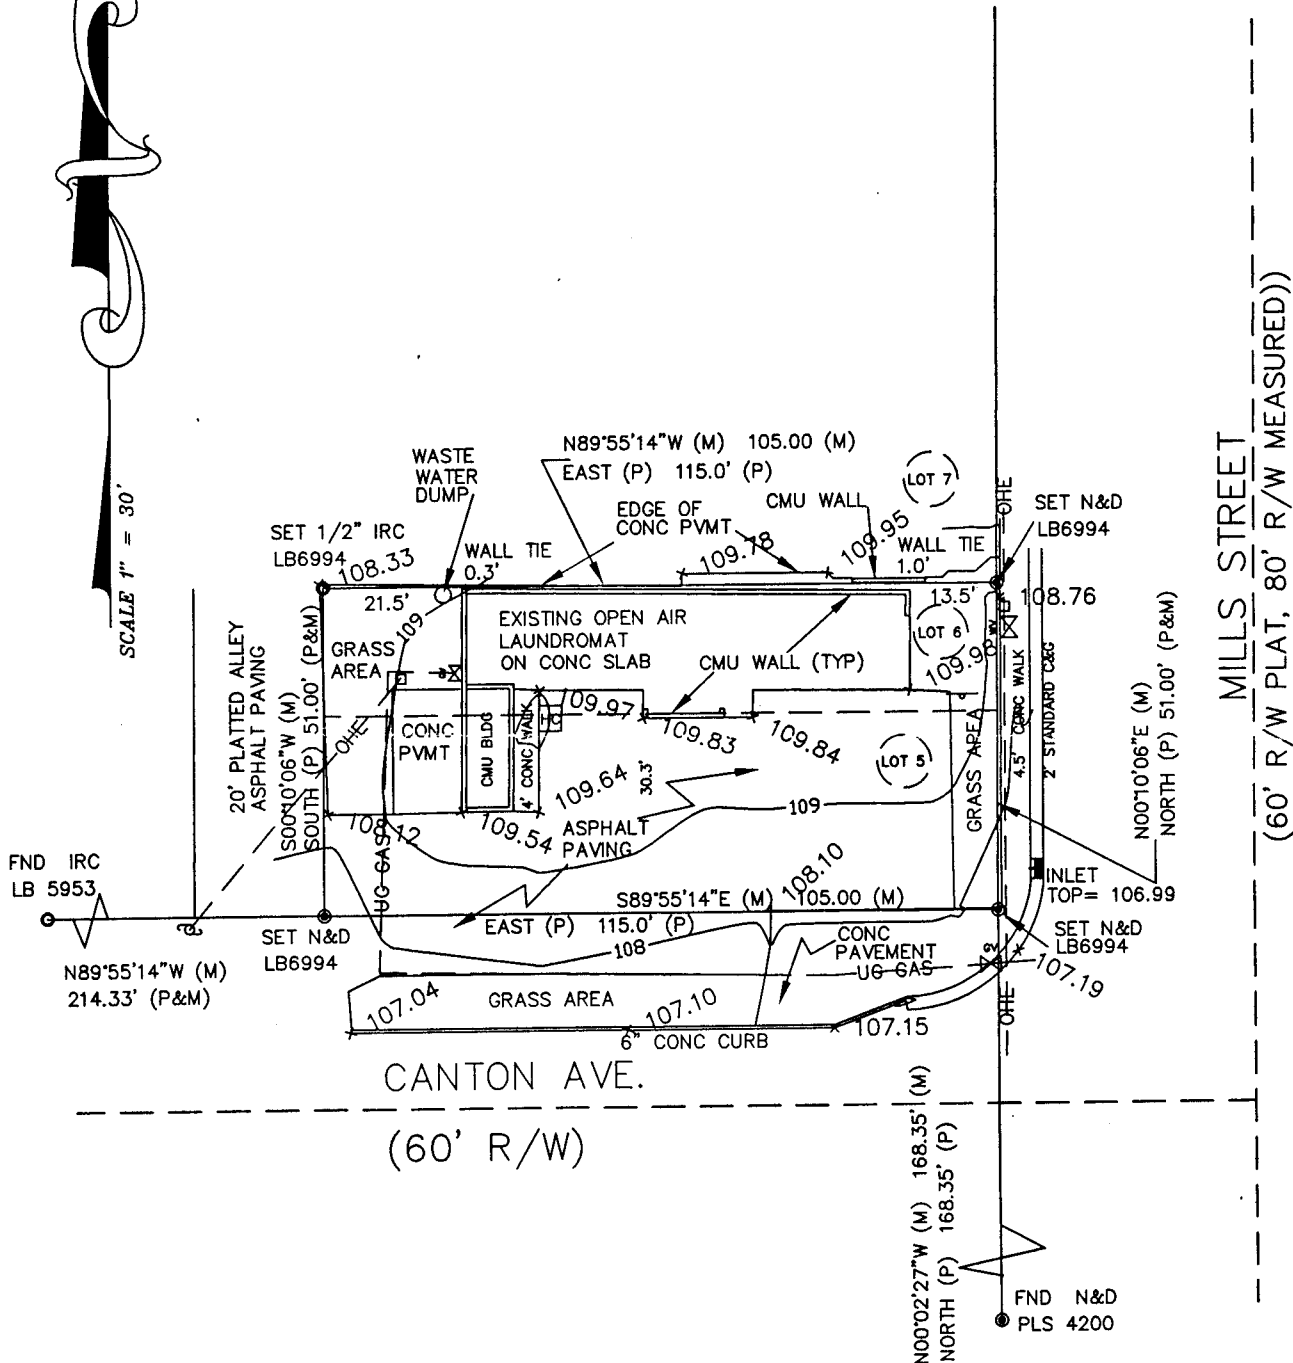 SCALE 1" = 30'
MILLS STREET
(60' R/W PLAT, 80' R/W MEASURED))
N89°55'14"W (M) 105.00 (M)
EAST (P) 115.0' (P)
WASTE
WATER
DUMP
LOT 7
OHE
EDGE OF
CONC PVMT
CMU WALL
SET N&D
LB6994
SET 1/2" IRC
LB6994
108.33
WALL TIE
0.3'
109.78
109.95
WALL TIE
1.0'
21.5'
109
13.5'
108.76
EXISTING OPEN AIR
LAUNDROMAT
ON CONC SLAB
LOT 6
WV
GRASS
AREA
CMU WALL (TYP)
109.98
20' PLATTED ALLEY
ASPHALT PAVING
S00°10'06"W (M)
SOUTH (P) 51.00' (P&M)
OHE
CONC
PVMT
CMU BLDG
4' CONC WALK
109.97
109.83
109.84
LOT 5
GRASS AREA
4.5' CONC WALK
2' STANDARD C&G
N00°10'06"E (M)
NORTH (P) 51.00' (P&M)
109.64
30.3'
109
108.12
109.54
ASPHALT
PAVING
UG GAS
FND IRC
LB 5953
108.10
INLET
TOP= 106.99
S89°55'14"E (M) 105.00 (M)
EAST (P) 115.0' (P)
SET N&D
LB6994
SET N&D
LB6994
108
CONC
PAVEMENT
UG GAS
2
107.19
N89°55'14"W (M)
214.33' (P&M)
107.04
GRASS AREA
107.10
107.15
OHE
6" CONC CURB
CANTON AVE.
(60' R/W)
N00°02'27"W (M) 168.35' (M)
NORTH (P) 168.35' (P)
FND N&D
PLS 4200